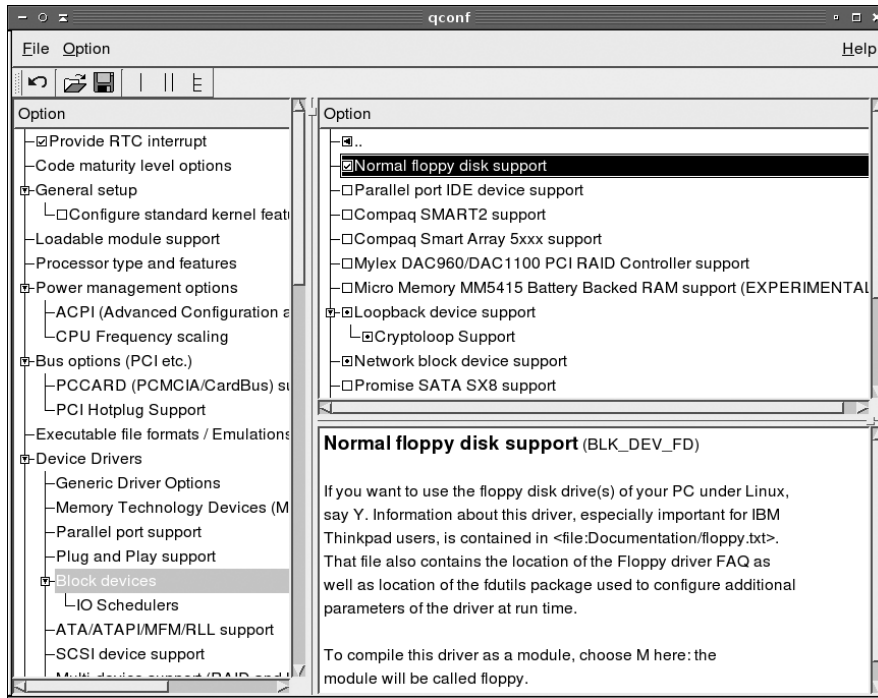 qconf
File Option Help
Option
Provide RTC interrupt
Code maturity level options
General setup
Configure standard kernel
Loadable module support
Processor type and features
Power management options
ACPI (Advanced Configuration
CPU Frequency scaling
Bus options (PCI etc.)
PCCARD (PCMCIA/CardBus)
PCI Hotplug Support
Executable file formats / Emulations
Device Drivers
Generic Driver Options
Memory Technology Devices (M
Parallel port support
Plug and Play support
Block devices
IO Schedulers
ATA/ATAPI/MFM/RLL support
SCSI device support
Option
..
Normal floppy disk support
Parallel port IDE device support
Compaq SMART2 support
Compaq Smart Array 5xxx support
Mylex DAC960/DAC1100 PCI RAID Controller support
Micro Memory MM5415 Battery Backed RAM support (EXPERIMENTAL
Loopback device support
Cryptoloop Support
Network block device support
Promise SATA SX8 support
Normal floppy disk support (BLK_DEV_FD)
If you want to use the floppy disk drive(s) of your PC under Linux,
say Y. Information about this driver, especially important for IBM
Thinkpad users, is contained in <file:Documentation/floppy.txt>.
That file also contains the location of the Floppy driver FAQ as
well as location of the fdutils package used to configure additional
parameters of the driver at run time.
To compile this driver as a module, choose M here: the
module will be called floppy.